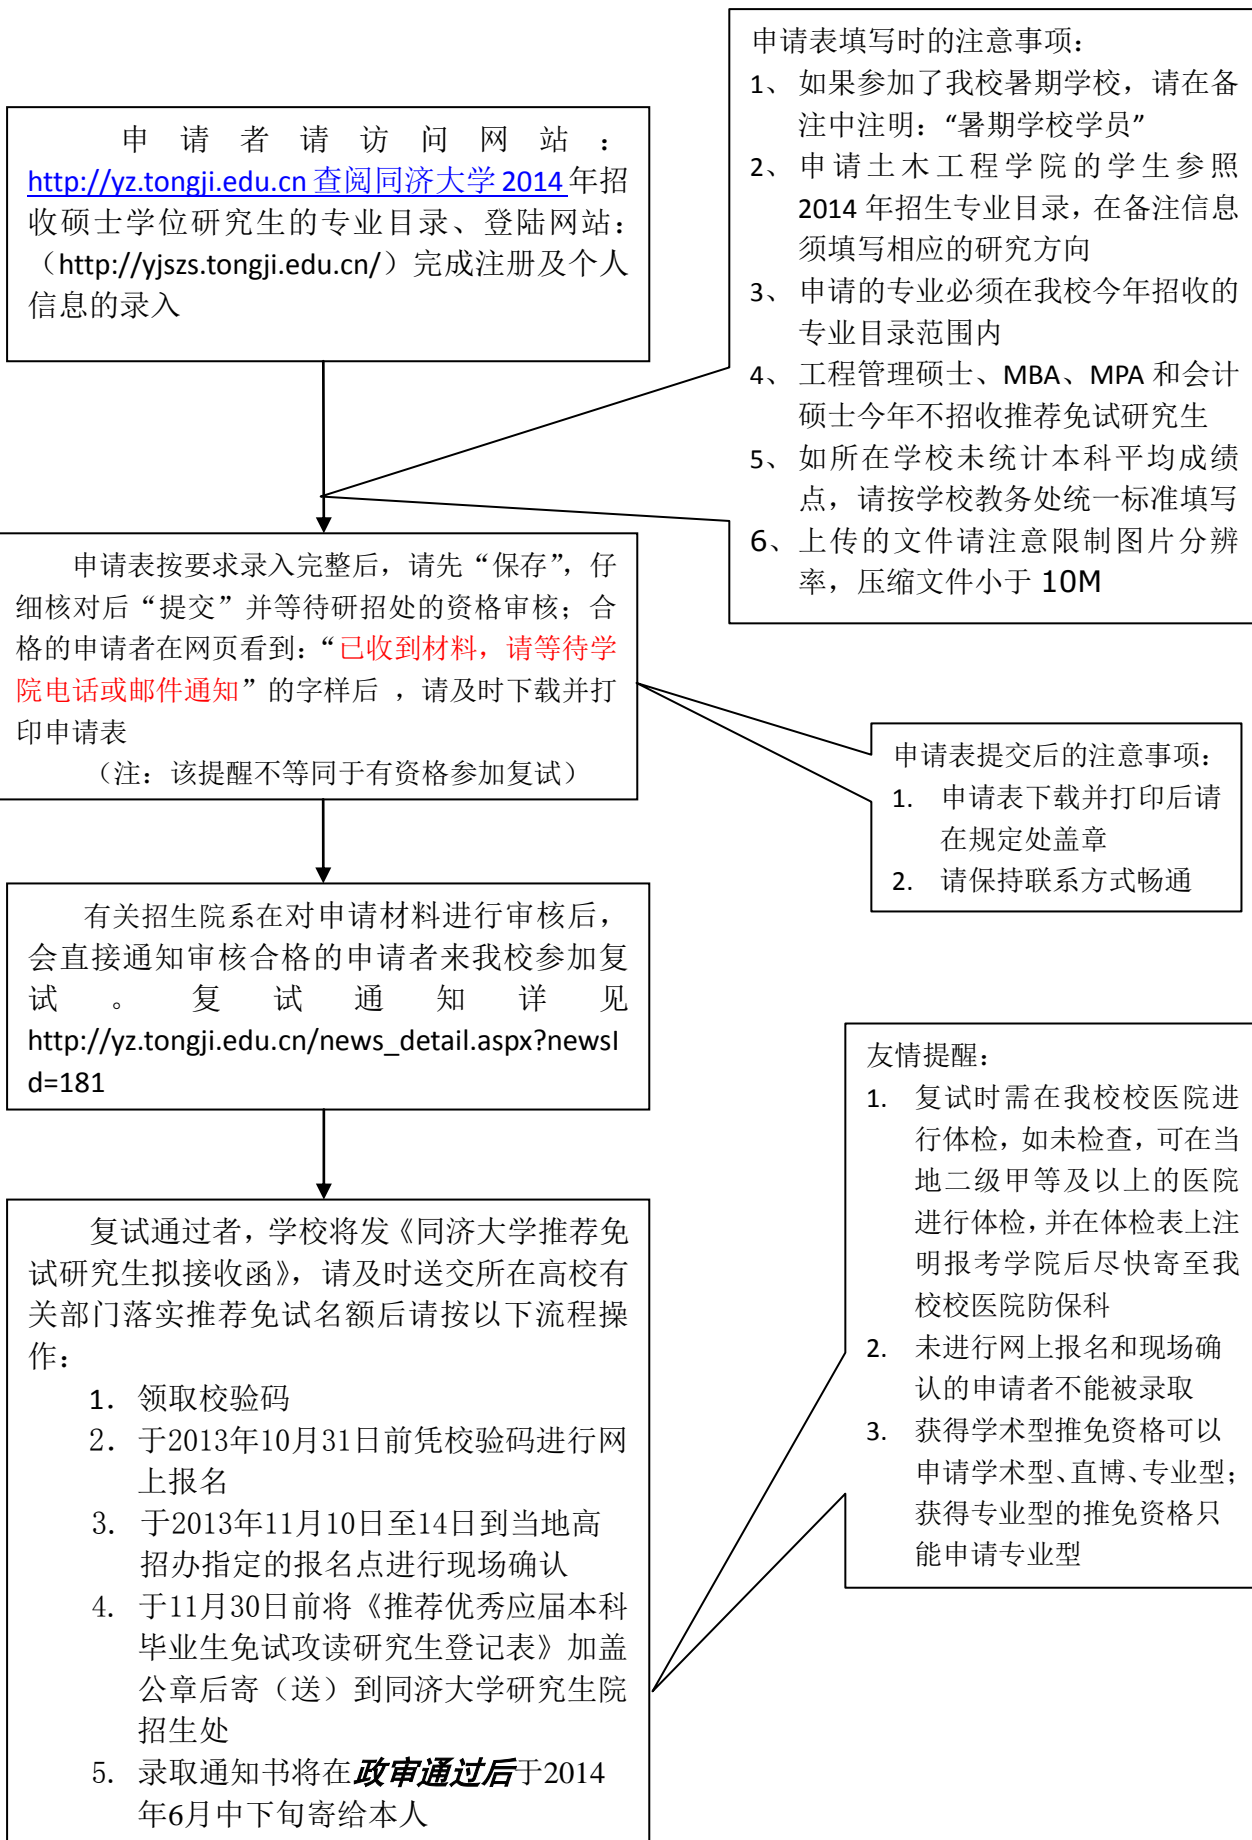 申请者请访问网站：
http://yz.tongji.edu.cn 查阅同济大学 2014 年招
收硕士学位研究生的专业目录、登陆网站：
（http://yjszs.tongji.edu.cn/）完成注册及个人
信息的录入
申请表填写时的注意事项：
1、 如果参加了我校暑期学校，请在备
注中注明：“暑期学校学员”
2、 申请土木工程学院的学生参照
2014 年招生专业目录，在备注信息
须填写相应的研究方向
3、 申请的专业必须在我校今年招收的
专业目录范围内
4、 工程管理硕士、MBA、MPA 和会计
硕士今年不招收推荐免试研究生
5、 如所在学校未统计本科平均成绩
点，请按学校教务处统一标准填写
6、上传的文件请注意限制图片分辨
率，压缩文件小于 10M
申请表按要求录入完整后，请先“保存”，仔
细核对后“提交”并等待研招处的资格审核；合
格的申请者在网页看到：“已收到材料，请等待学
院电话或邮件通知”的字样后 ，请及时下载并打
印申请表
（注：该提醒不等同于有资格参加复试）
申请表提交后的注意事项：
1. 申请表下载并打印后请
在规定处盖章
2. 请保持联系方式畅通
有关招生院系在对申请材料进行审核后，
会直接通知审核合格的申请者来我校参加复
试。复试通知详见
http://yz.tongji.edu.cn/news_detail.aspx?newsI
d=181
复试通过者，学校将发《同济大学推荐免
试研究生拟接收函》，请及时送交所在高校有
关部门落实推荐免试名额后请按以下流程操
作：
1. 领取校验码
2. 于2013年10月31日前凭校验码进行网
上报名
3. 于2013年11月10日至14日到当地高
招办指定的报名点进行现场确认
4. 于11月30日前将《推荐优秀应届本科
毕业生免试攻读研究生登记表》加盖
公章后寄（送）到同济大学研究生院
招生处
5. 录取通知书将在政审通过后于2014
年6月中下旬寄给本人
友情提醒：
1. 复试时需在我校校医院进
行体检，如未检查，可在当
地二级甲等及以上的医院
进行体检，并在体检表上注
明报考学院后尽快寄至我
校校医院防保科
2. 未进行网上报名和现场确
认的申请者不能被录取
3. 获得学术型推免资格可以
申请学术型、直博、专业型；
获得专业型的推免资格只
能申请专业型